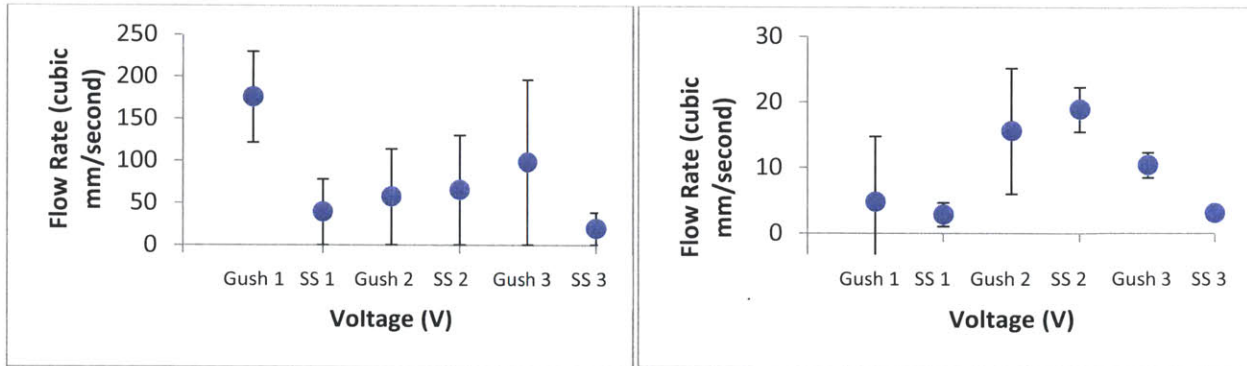 Flow Rate (cubic
mm/second)
250
200
150
100
50
0
Gush 1 SS 1 Gush 2 SS 2 Gush 3 SS 3
Voltage (V)
Flow Rate (cubic
mm/second)
30
20
10
0
Gush 1 SS 1 Gush 2 SS 2 Gush 3 SS 3
Voltage (V)